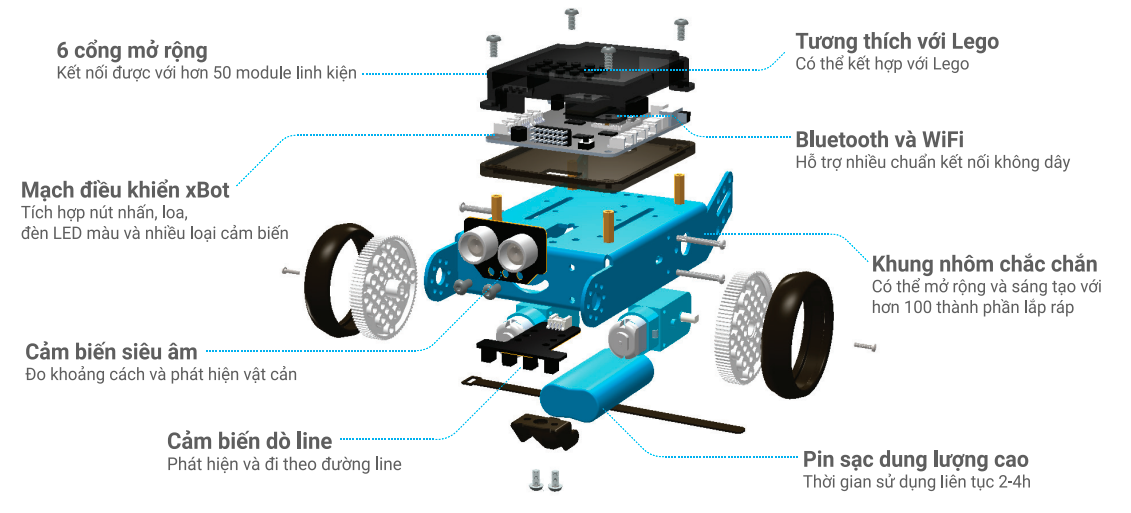 6 cổng mở rộng
Kết nối được với hơn 50 module linh kiện
Tương thích với Lego
Có thể kết hợp với Lego
Bluetooth và WiFi
Hỗ trợ nhiều chuẩn kết nối không dây
Mạch điều khiển xBot
Tích hợp nút nhấn, loa,
đèn LED màu và nhiều loại cảm biến
Khung nhôm chắc chắn
Có thể mở rộng và sáng tạo với
hơn 100 thành phần lắp ráp
Cảm biến siêu âm
Đo khoảng cách và phát hiện vật cản
Cảm biến dò line
Phát hiện và đi theo đường line
Pin sạc dung lượng cao
Thời gian sử dụng liên tục 2-4h